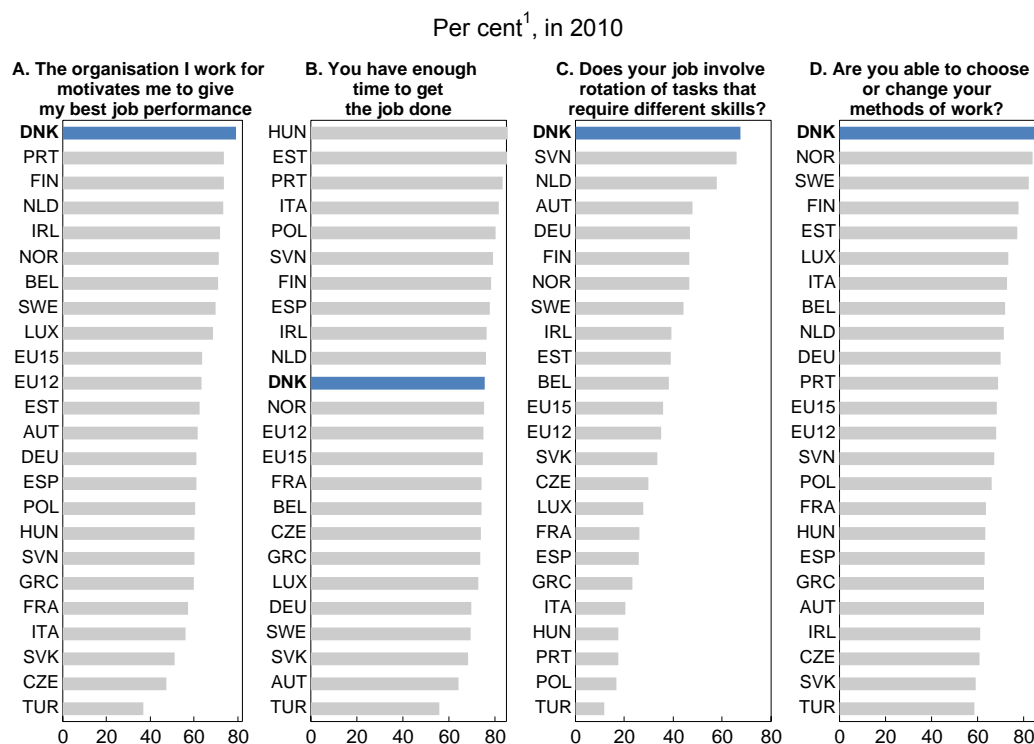 Per cent¹, in 2010
A. The organisation I work for
motivates me to give
my best job performance
DNK
PRT
FIN
NLD
IRL
NOR
BEL
SWE
LUX
EU15
EU12
EST
AUT
DEU
ESP
POL
HUN
SVN
GRC
FRA
ITA
SVK
CZE
TUR
0 20 40 60 80
B. You have enough
time to get
the job done
HUN
EST
PRT
ITA
POL
SVN
FIN
ESP
IRL
NLD
DNK
NOR
EU12
EU15
FRA
BEL
CZE
GRC
LUX
DEU
SWE
SVK
AUT
TUR
0 20 40 60 80
C. Does your job involve
rotation of tasks that
require different skills?
DNK
SVN
NLD
AUT
DEU
FIN
NOR
SWE
IRL
EST
BEL
EU15
EU12
SVK
CZE
LUX
FRA
ESP
GRC
ITA
HUN
PRT
POL
TUR
0 20 40 60 80
D. Are you able to choose
or change your
methods of work?
DNK
NOR
SWE
FIN
EST
LUX
ITA
BEL
NLD
DEU
PRT
EU15
EU12
SVN
POL
FRA
HUN
ESP
GRC
AUT
IRL
CZE
SVK
TUR
0 20 40 60 80